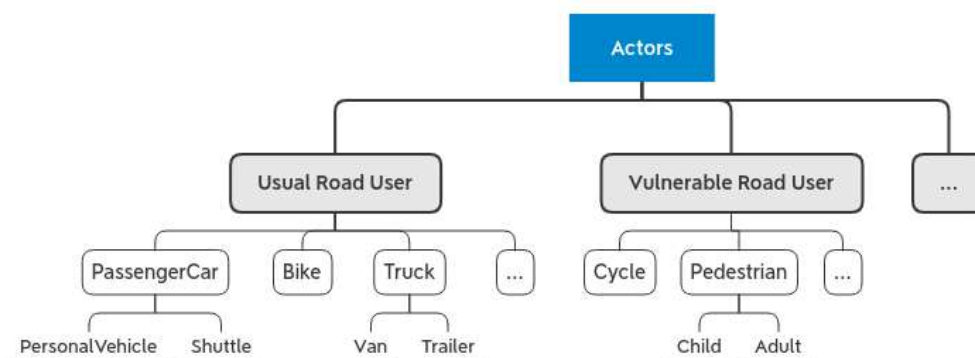 Actors
Usual Road User
Vulnerable Road User
...
PassengerCar
Bike
Truck
...
Cycle
Pedestrian
...
PersonalVehicle
Shuttle
Van
Trailer
Child
Adult